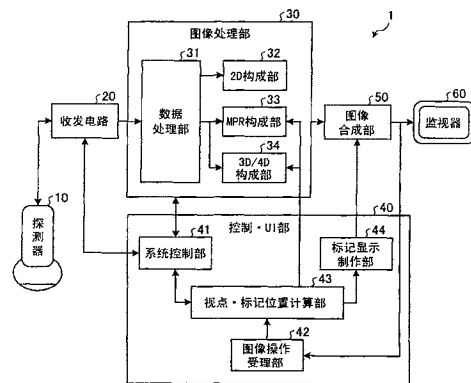 1
30
图像处理部
31
数据
处理部
32
2D构成部
33
MPR构成部
34
3D/4D
构成部
20
收发电路
10
探
测
器
50
图像
合成部
60
监视器
40
控制·UI部
41
系统控制部
44
标记显示
制作部
43
视点·标记位置计算部
42
图像操作
受理部